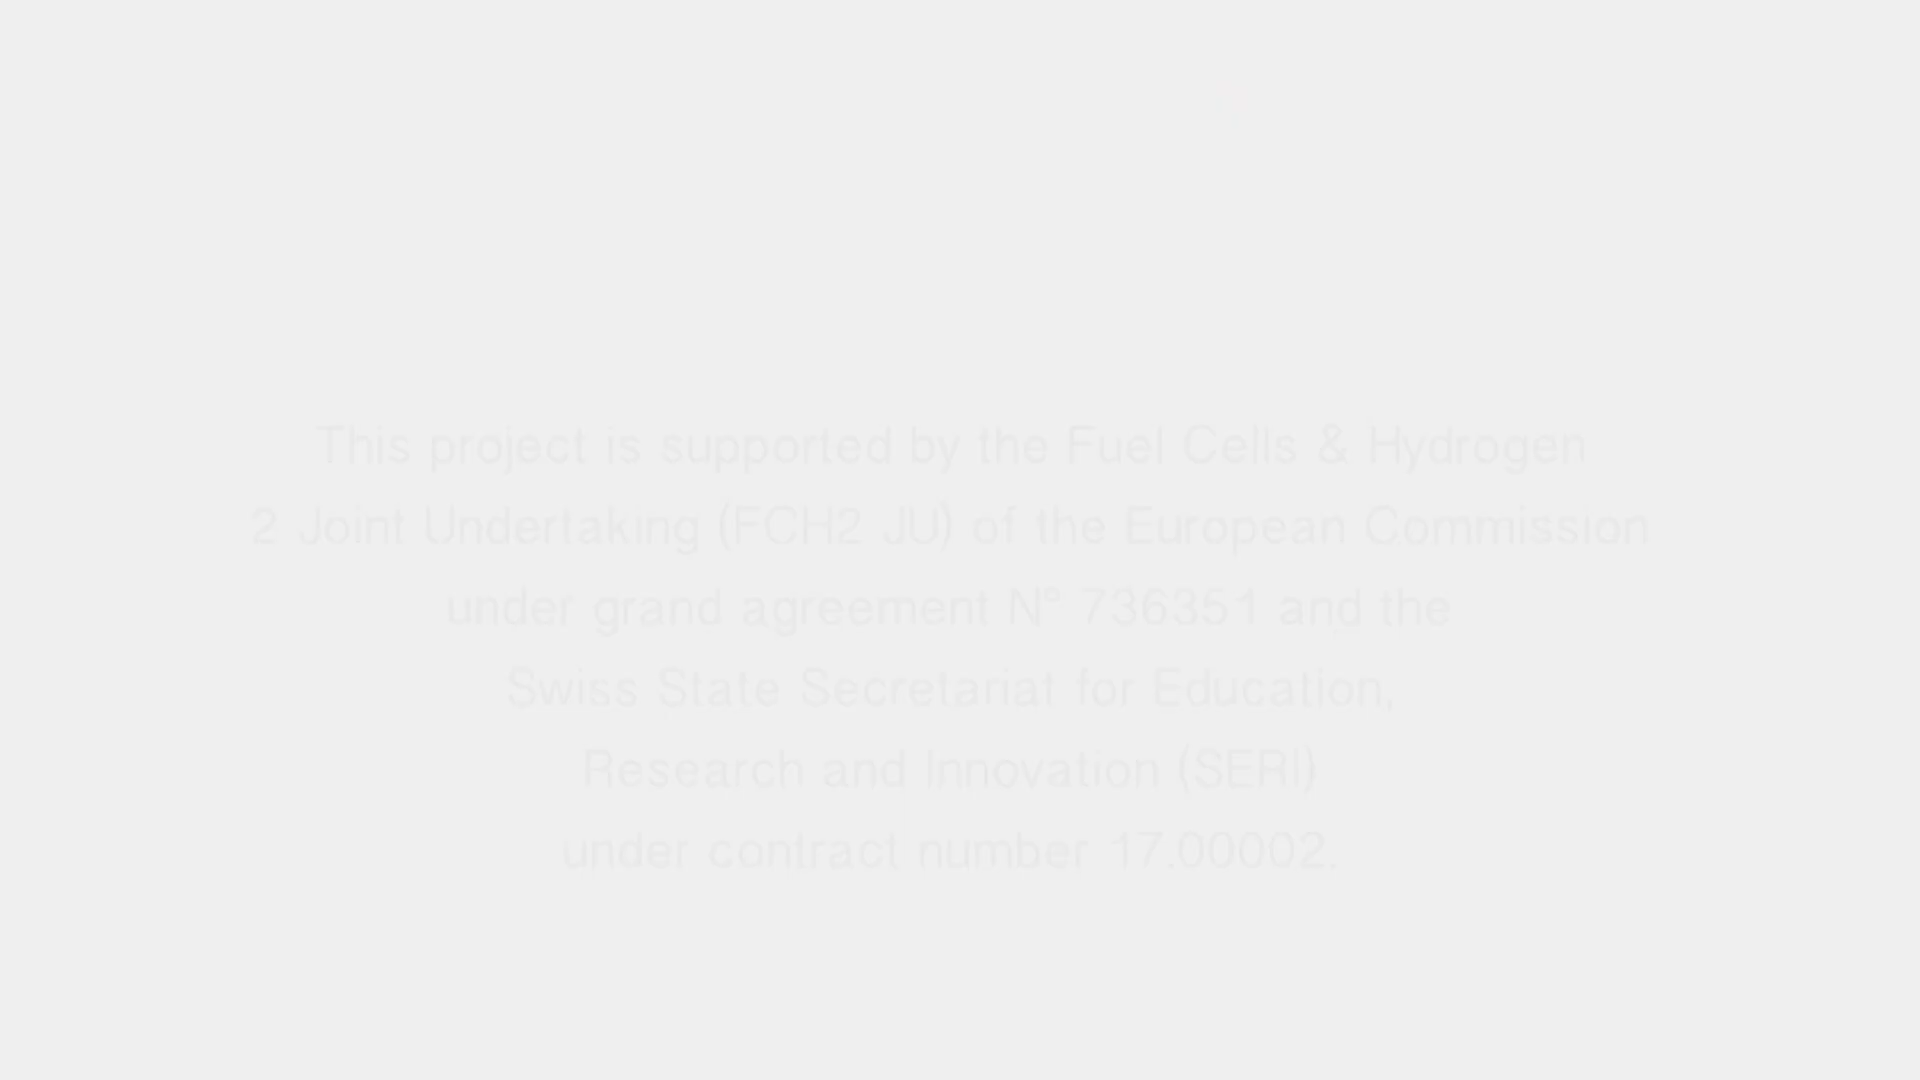 This project is supported by the Fuel Cells & Hydrogen
2 Joint Undertaking (FCH2 JU) of the European Commission
under grand agreement N° 736351 and the
Swiss State Secretariat for Education,
Research and Innovation (SERI)
under contract number 17.00002.